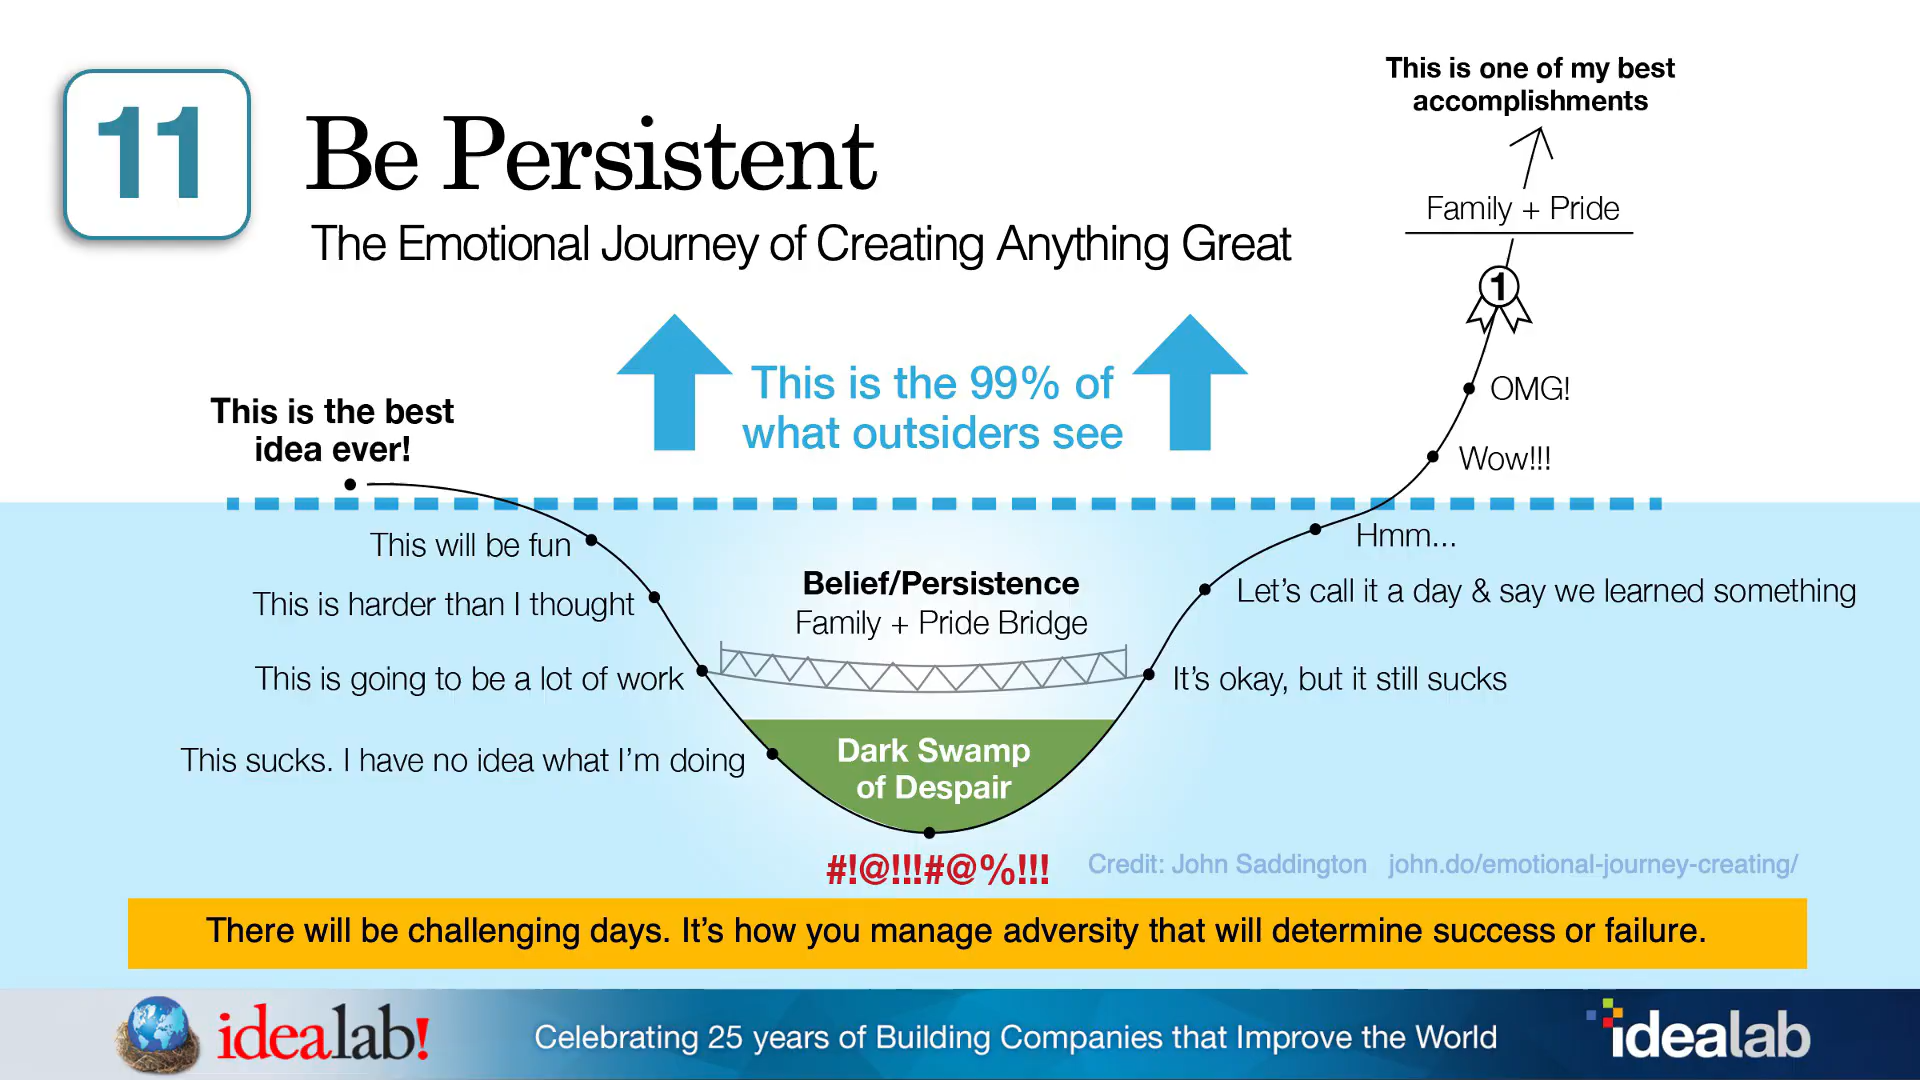 11
Be Persistent
The Emotional Journey of Creating Anything Great
This is one of my best
accomplishments
Family + Pride
1
OMG!
Wow!!!
This is the 99% of
what outsiders see
This is the best
idea ever!
This will be fun
This is harder than I thought
This is going to be a lot of work
This sucks. I have no idea what I'm doing
Belief/Persistence
Family + Pride Bridge
Dark Swamp
of Despair
#!@!!!#@%!!!
Hmm...
Let's call it a day & say we learned something
It's okay, but it still sucks
Credit: John Saddington john.do/emotional-journey-creating/
There will be challenging days. It's how you manage adversity that will determine success or failure.
idealab!
Celebrating 25 years of Building Companies that Improve the World
idealab